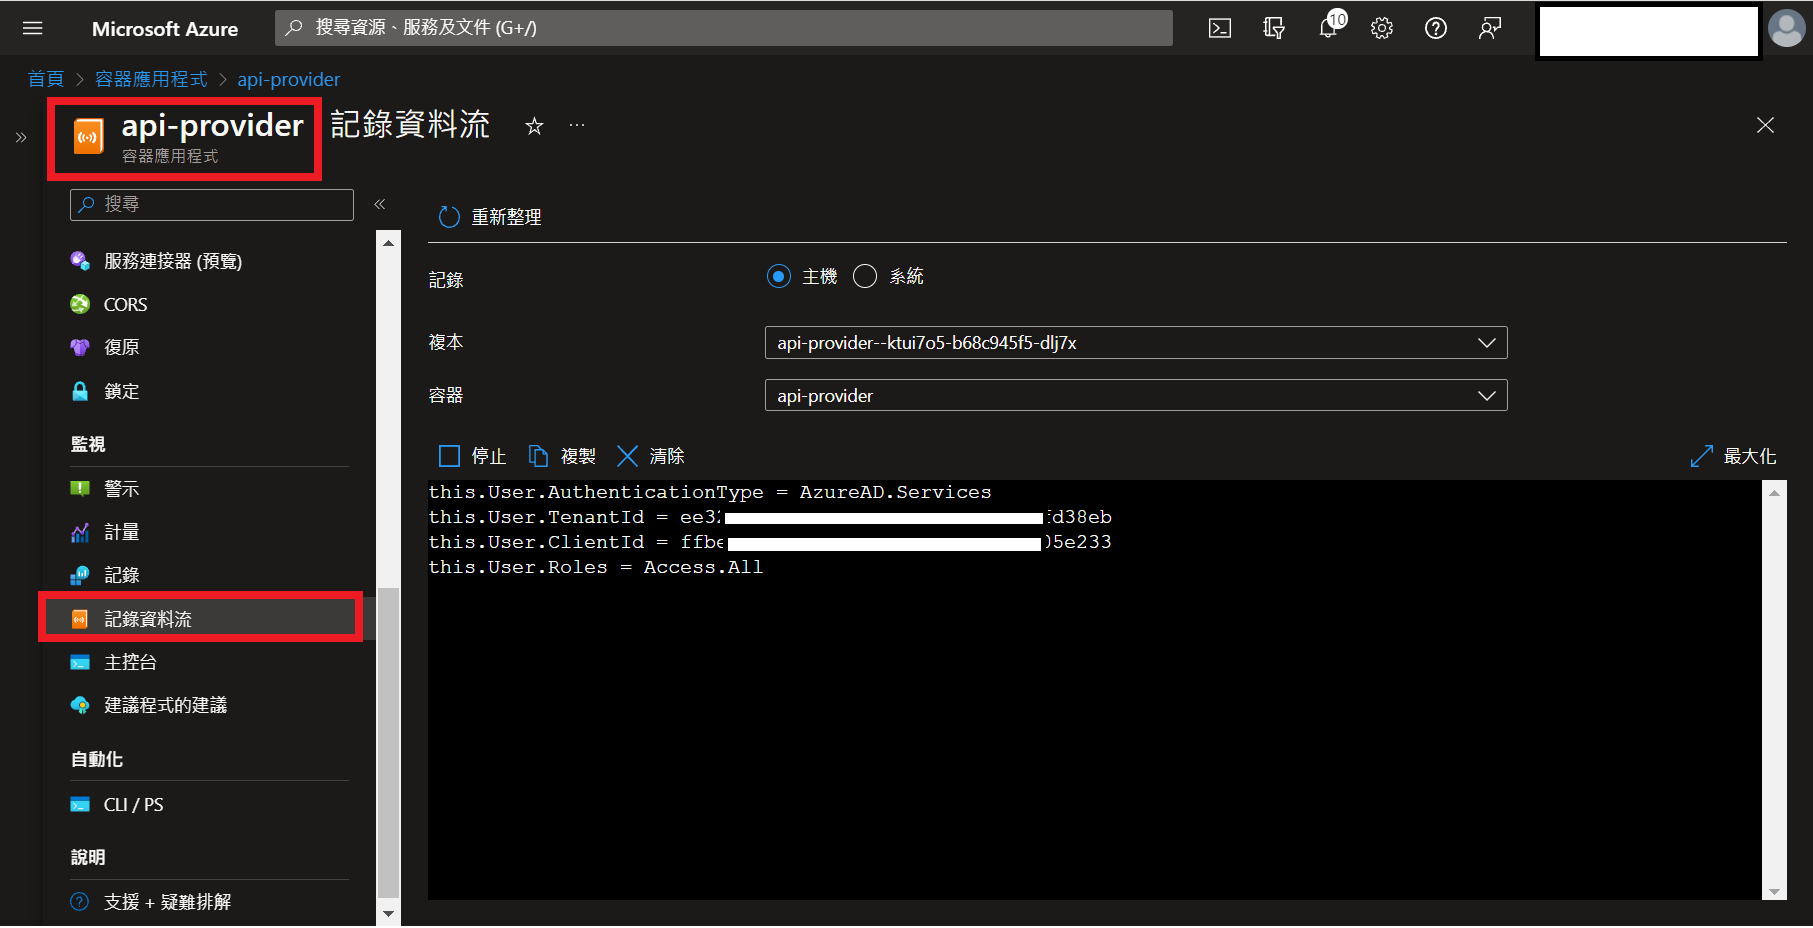 Microsoft Azure
搜尋資源、服務及文件 (G+/)
10
首頁 > 容器應用程式 > api-provider
api-provider
容器應用程式
記錄資料流
搜尋
服務連接器 (預覽)
CORS
復原
鎖定
監視
警示
計量
記錄
記錄資料流
主控台
建議程式的建議
自動化
CLI / PS
說明
支援 + 疑難排解
重新整理
記錄
主機
系統
複本
api-provider--ktui7o5-b68c945f5-dlj7x
容器
api-provider
停止
複製
清除
最大化
this.User.AuthenticationType = AzureAD.Services
this.User.TenantId = ee32 d38eb
this.User.ClientId = ffbe 05e233
this.User.Roles = Access.All